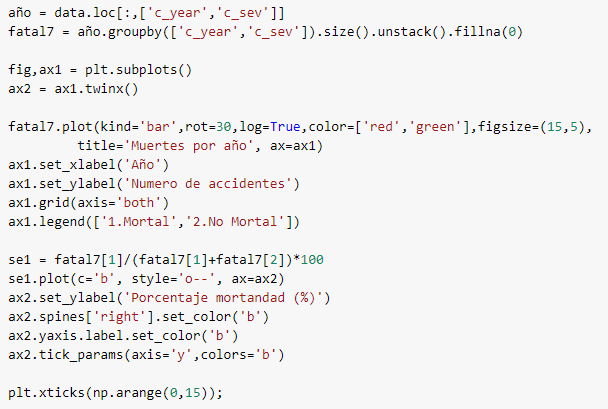 año = data.loc[:,['c_year','c_sev']]
fatal7 = año.groupby(['c_year','c_sev']).size().unstack().fillna(0)

fig,ax1 = plt.subplots()
ax2 = ax1.twinx()

fatal7.plot(kind='bar',rot=30,log=True,color=['red','green'],figsize=(15,5),
         title='Muertes por año', ax=ax1)
ax1.set_xlabel('Año')
ax1.set_ylabel('Numero de accidentes')
ax1.grid(axis='both')
ax1.legend(['1.Mortal','2.No Mortal'])

se1 = fatal7[1]/(fatal7[1]+fatal7[2])*100
se1.plot(c='b', style='o--', ax=ax2)
ax2.set_ylabel('Porcentaje mortandad (%)')
ax2.spines['right'].set_color('b')
ax2.yaxis.label.set_color('b')
ax2.tick_params(axis='y',colors='b')

plt.xticks(np.arange(0,15));